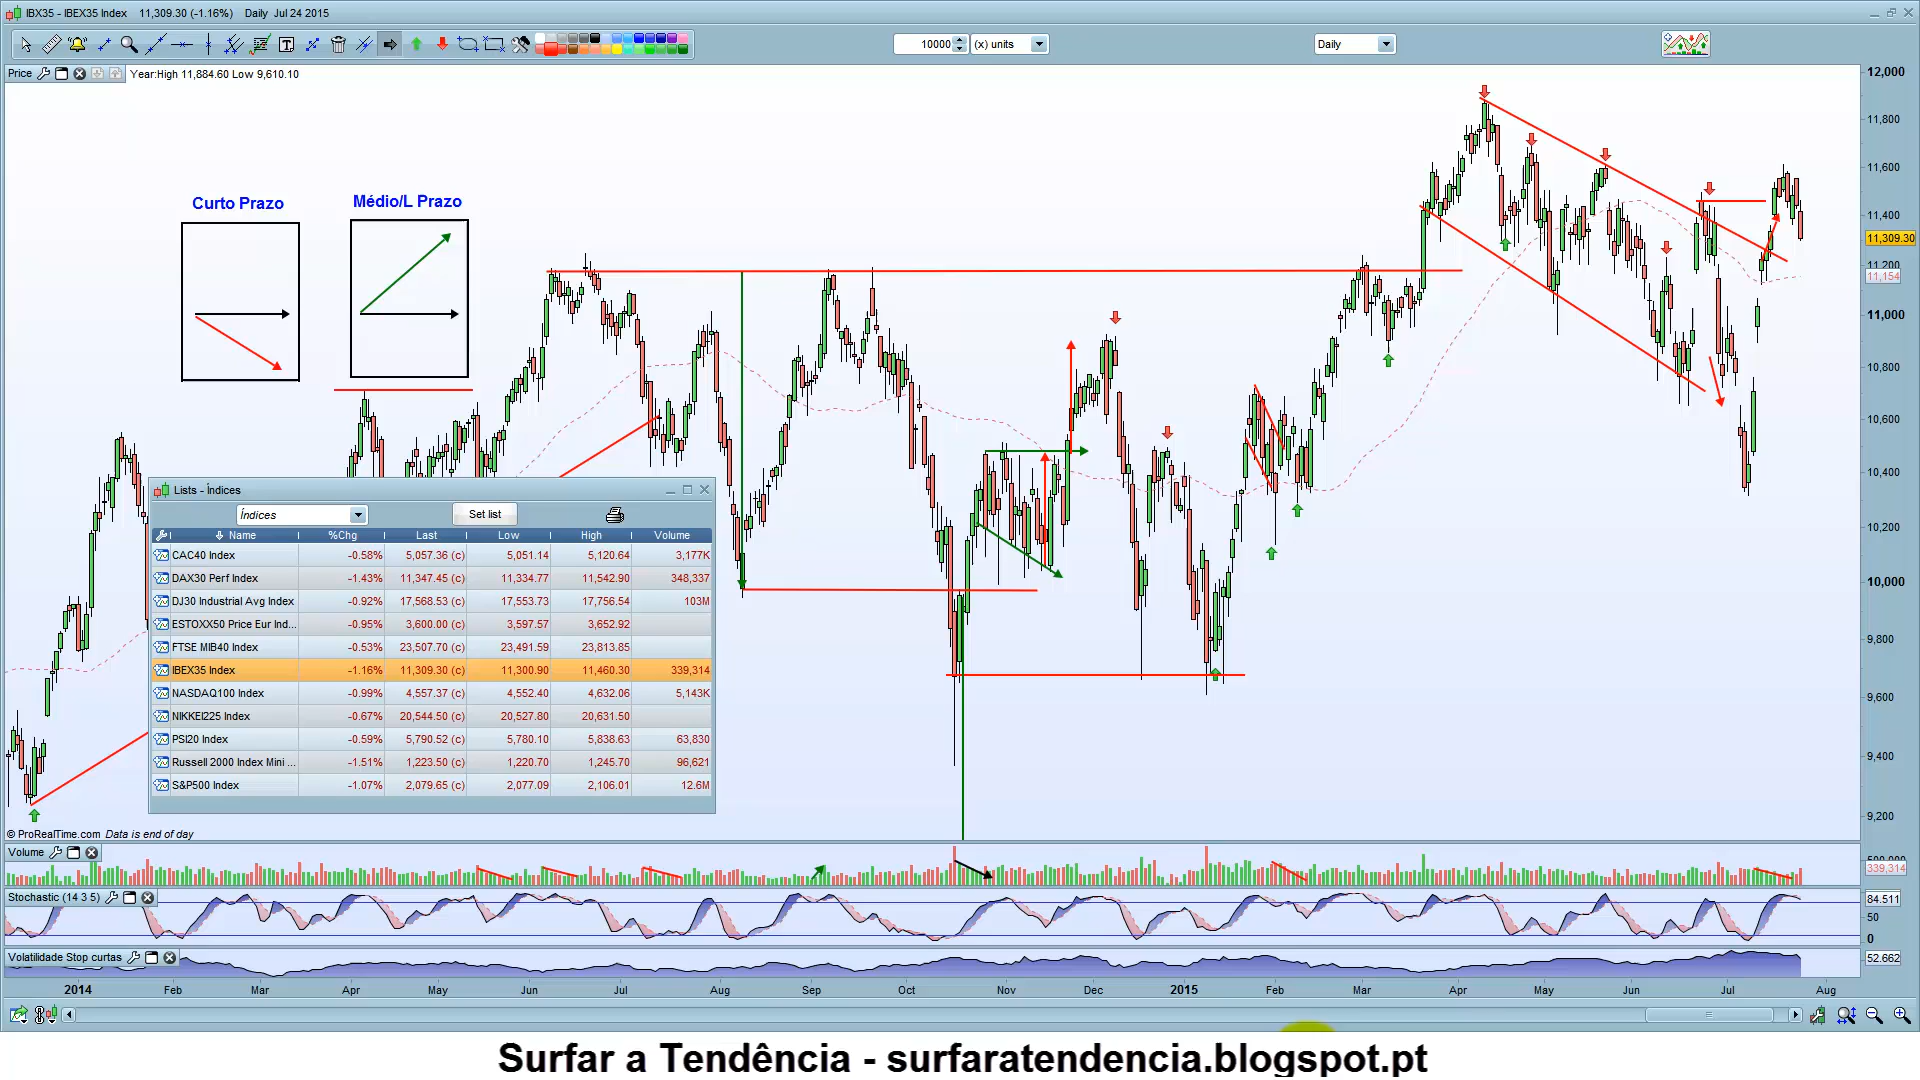 IBX35 - IBEX35 Index 11,309.30 (-1.16%) Daily Jul 24 2015
10000 (x) units Daily
Price Year:High 11,884.60 Low 9,610.10
12,000
11,800
11,600
11,400
11,309.30
11,200
11,154
11,000
10,800
10,600
10,400
10,200
10,000
9,800
9,600
9,400
9,200
Curto Prazo
Médio/L Prazo
Lists - Índices
Índices Set list
Name %Chg Last Low High Volume
CAC40 Index -0.58% 5,057.36 (c) 5,051.14 5,120.64 3,177K
DAX30 Perf Index -1.43% 11,347.45 (c) 11,334.77 11,542.90 348,337
DJ30 Industrial Avg Index -0.92% 17,568.53 (c) 17,553.73 17,756.54 103M
ESTOXX50 Price Eur Ind... -0.95% 3,600.00 (c) 3,597.57 3,652.92
FTSE MIB40 Index -0.53% 23,507.70 (c) 23,491.59 23,813.85
IBEX35 Index -1.16% 11,309.30 (c) 11,300.90 11,460.30 339,314
NASDAQ100 Index -0.99% 4,557.37 (c) 4,552.40 4,632.06 5,143K
NIKKEI225 Index -0.67% 20,544.50 (c) 20,527.80 20,631.50
PSI20 Index -0.59% 5,790.52 (c) 5,780.10 5,838.63 63,830
Russell 2000 Index Mini ... -1.51% 1,223.50 (c) 1,220.70 1,245.70 96,621
S&P500 Index -1.07% 2,079.65 (c) 2,077.09 2,106.01 12.6M
© ProRealTime.com Data is end of day
Volume
500,000
339,314
Stochastic (14 3 5)
84.511
50
0
Volatilidade Stop curtas
52.662
2014 Feb Mar Apr May Jun Jul Aug Sep Oct Nov Dec 2015 Feb Mar Apr May Jun Jul Aug
Surfar a Tendência - surfaratendencia.blogspot.pt